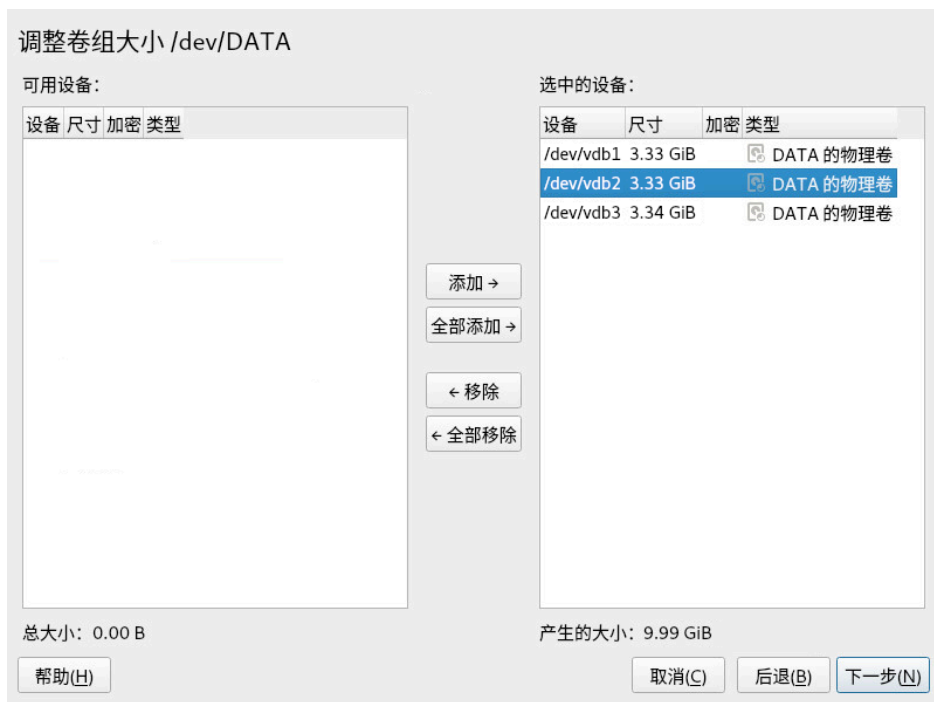 调整卷组大小 /dev/DATA
可用设备：
设备 尺寸 加密 类型
总大小：0.00 B
添加 →
全部添加 →
← 移除
← 全部移除
选中的设备：
设备 尺寸 加密 类型
/dev/vdb1 3.33 GiB DATA 的物理卷
/dev/vdb2 3.33 GiB DATA 的物理卷
/dev/vdb3 3.34 GiB DATA 的物理卷
产生的大小：9.99 GiB
帮助(H) 取消(C) 后退(B) 下一步(N)